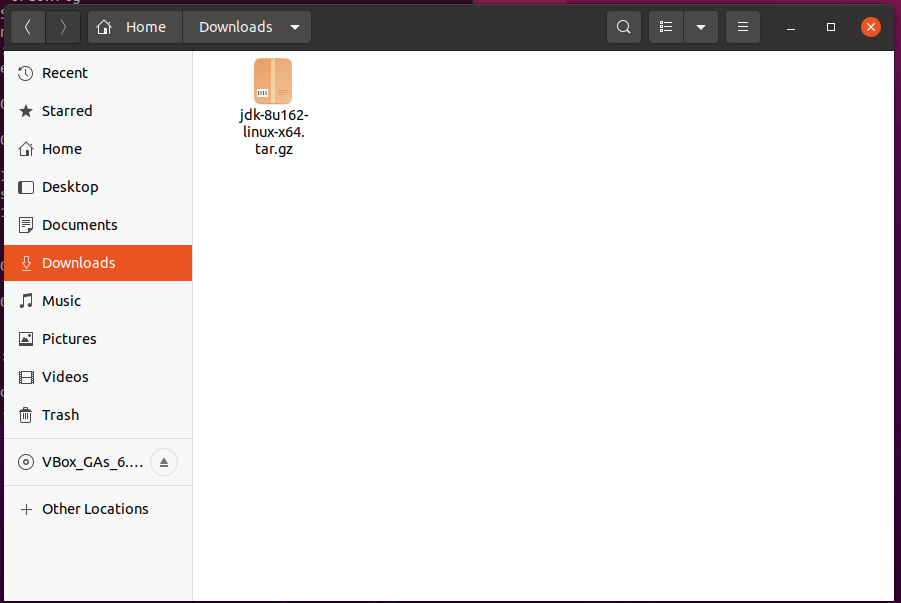 Home
Downloads
Recent
Starred
Home
Desktop
Documents
Downloads
Music
Pictures
Videos
Trash
VBox_GAs_6....
Other Locations
jdk-8u162-
linux-x64.
tar.gz